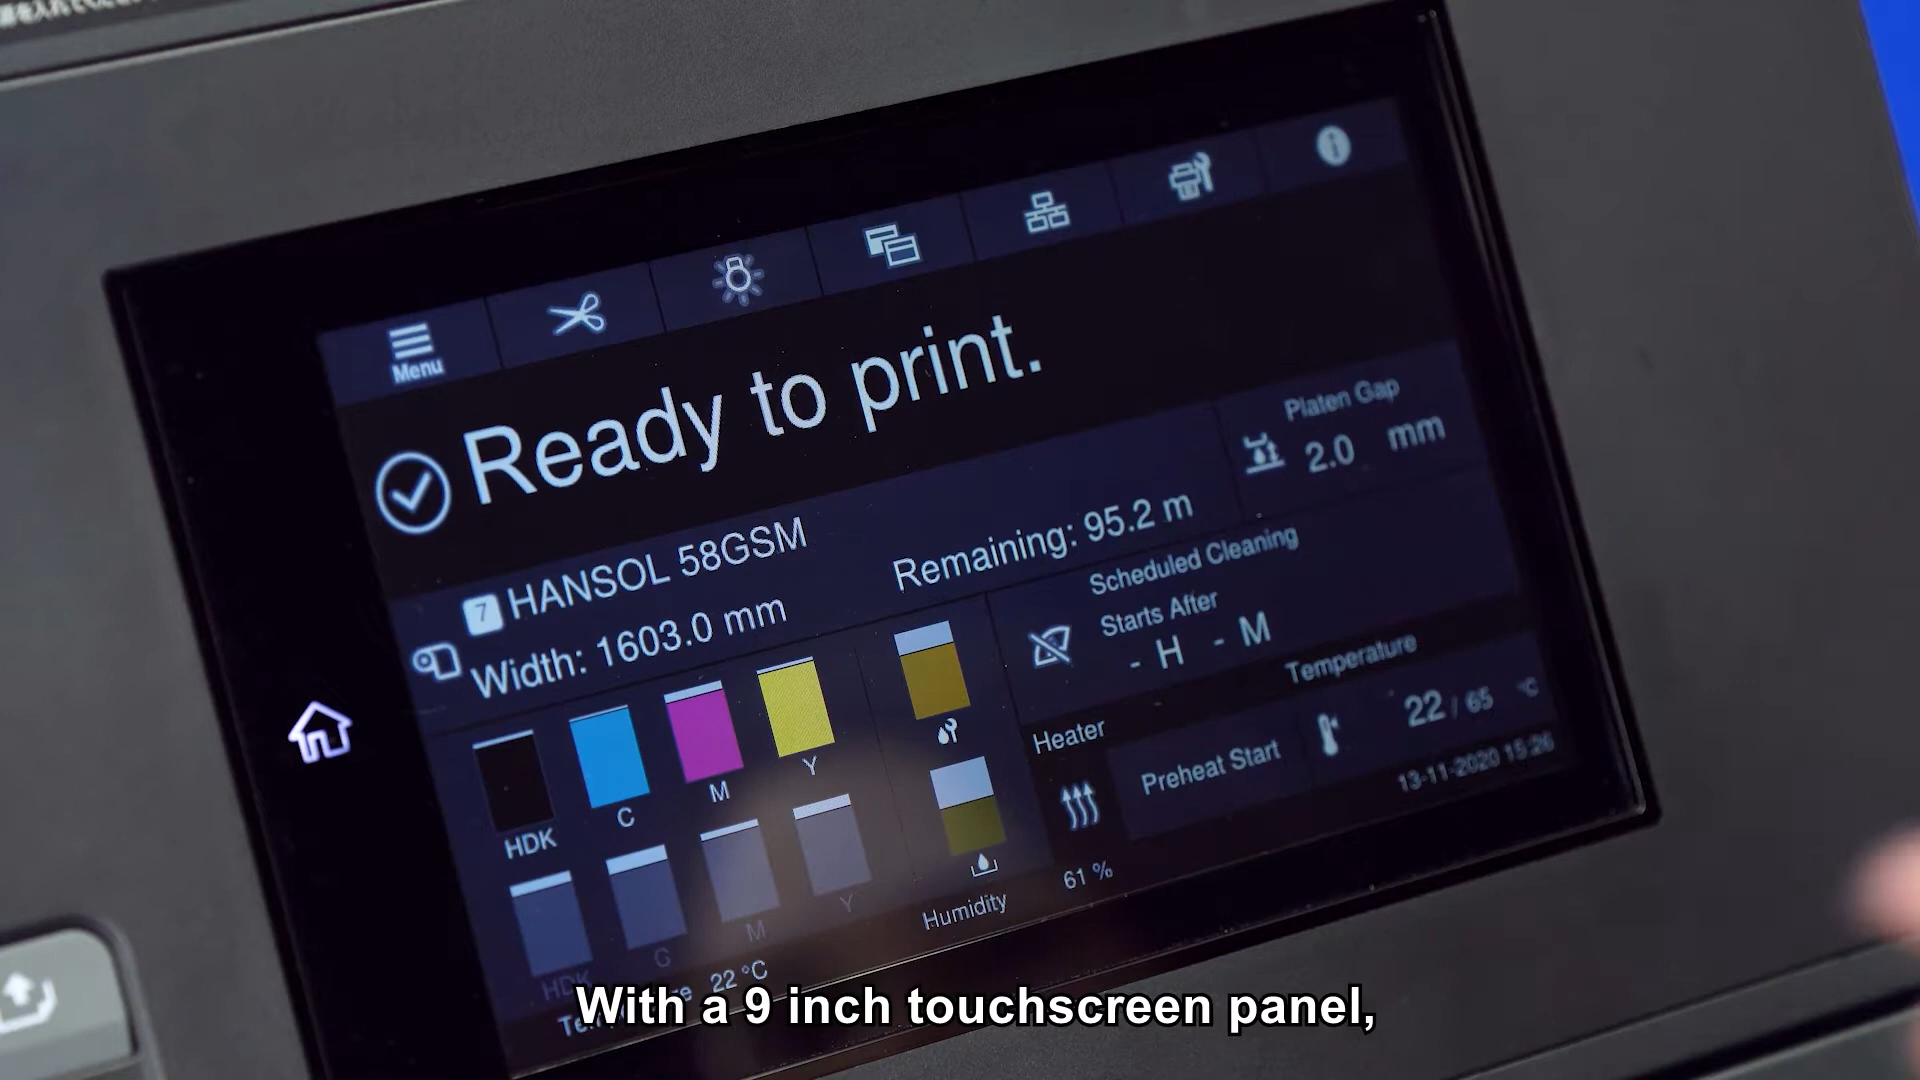 Menu
Ready to print.
Platen Gap
2.0 mm
7 HANSOL 58GSM
Remaining: 95.2 m
Width: 1603.0 mm
Scheduled Cleaning
Starts After
- H - M
Temperature
22 / 65 °C
Heater
Preheat Start
13-11-2020 15:26
HDK
C
M
Y
HDK
C
M
Y
Humidity
61 %
22 °C
With a 9 inch touchscreen panel,